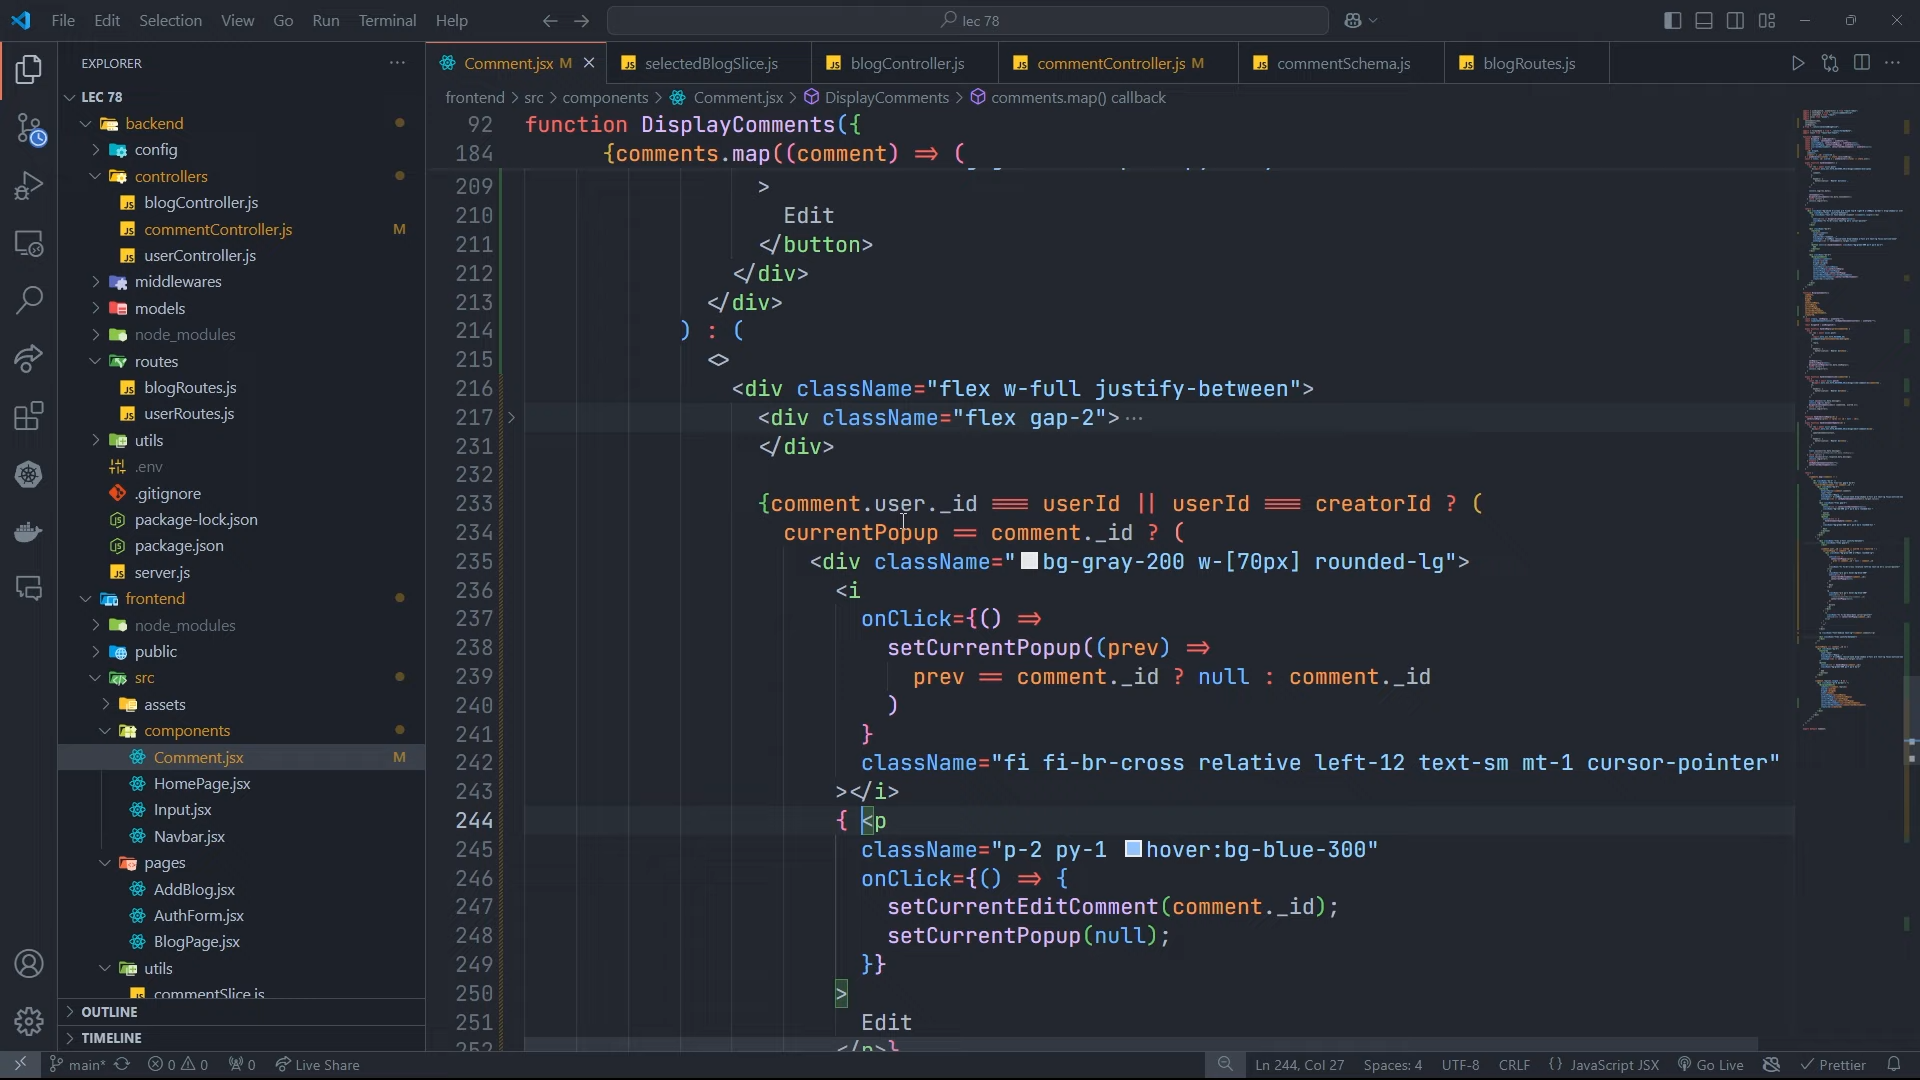 File Edit Selection View Go Run Terminal Help
lec 78
EXPLORER
LEC 78
backend
config
controllers
blogController.js
commentController.js M
userController.js
middlewares
models
node_modules
routes
blogRoutes.js
userRoutes.js
utils
.env
.gitignore
package-lock.json
package.json
server.js
frontend
node_modules
public
src
assets
components
Comment.jsx M
HomePage.jsx
Input.jsx
Navbar.jsx
pages
AddBlog.jsx
AuthForm.jsx
BlogPage.jsx
utils
commentSlice.js
OUTLINE
TIMELINE
Comment.jsx M selectedBlogSlice.js blogController.js commentController.js M commentSchema.js blogRoutes.js
frontend > src > components > Comment.jsx > DisplayComments > comments.map() callback
92 function DisplayComments({
184 {comments.map((comment) => (
209 >
210 Edit
211 </button>
212 </div>
213 </div>
214 ) : (
215 <>
216 <div className="flex w-full justify-between">
217 <div className="flex gap-2">···
231 </div>
232
233 {comment.user._id === userId || userId === creatorId ? (
234 currentPopup == comment._id ? (
235 <div className="bg-gray-200 w-[70px] rounded-lg">
236 <i
237 onClick={() =>
238 setCurrentPopup((prev) =>
239 prev == comment._id ? null : comment._id
240 )
241 }
242 className="fi fi-br-cross relative left-12 text-sm mt-1 cursor-pointer"
243 ></i>
244 { <p
245 className="p-2 py-1 hover:bg-blue-300"
246 onClick={() => {
247 setCurrentEditComment(comment._id);
248 setCurrentPopup(null);
249 }}
250 >
251 Edit
252 </p>}
main* 0 0 0 Live Share Ln 244, Col 27 Spaces: 4 UTF-8 CRLF {} JavaScript JSX Go Live Prettier